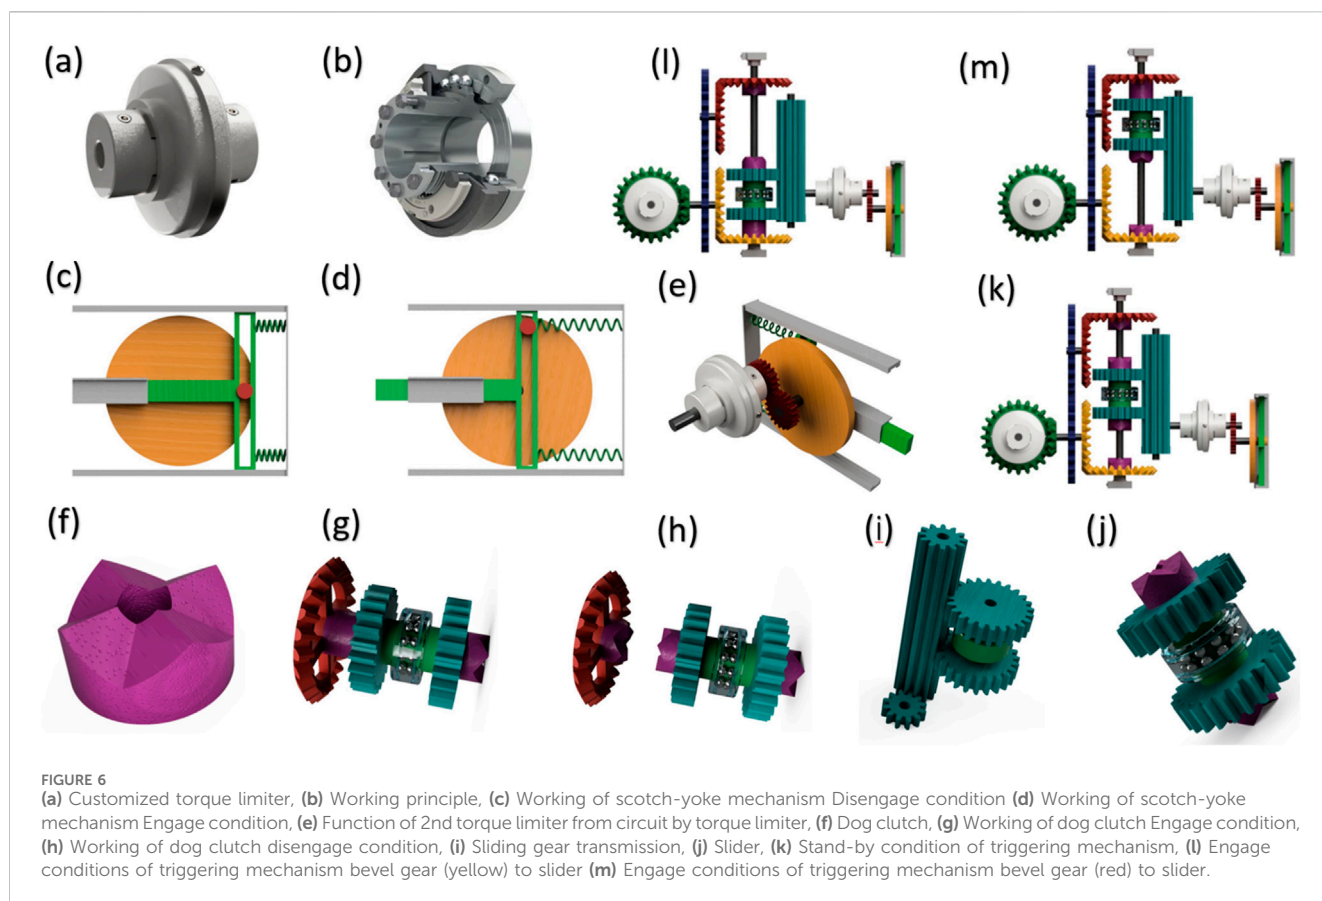 (a)
(b)
(l)
(m)
(c)
(d)
(e)
(k)
(f)
(g)
(h)
(i)
(j)
FIGURE 6
(a) Customized torque limiter, (b) Working principle, (c) Working of scotch-yoke mechanism Disengage condition (d) Working of scotch-yoke
mechanism Engage condition, (e) Function of 2nd torque limiter from circuit by torque limiter, (f) Dog clutch, (g) Working of dog clutch Engage condition,
(h) Working of dog clutch disengage condition, (i) Sliding gear transmission, (j) Slider, (k) Stand-by condition of triggering mechanism, (l) Engage
conditions of triggering mechanism bevel gear (yellow) to slider (m) Engage conditions of triggering mechanism bevel gear (red) to slider.